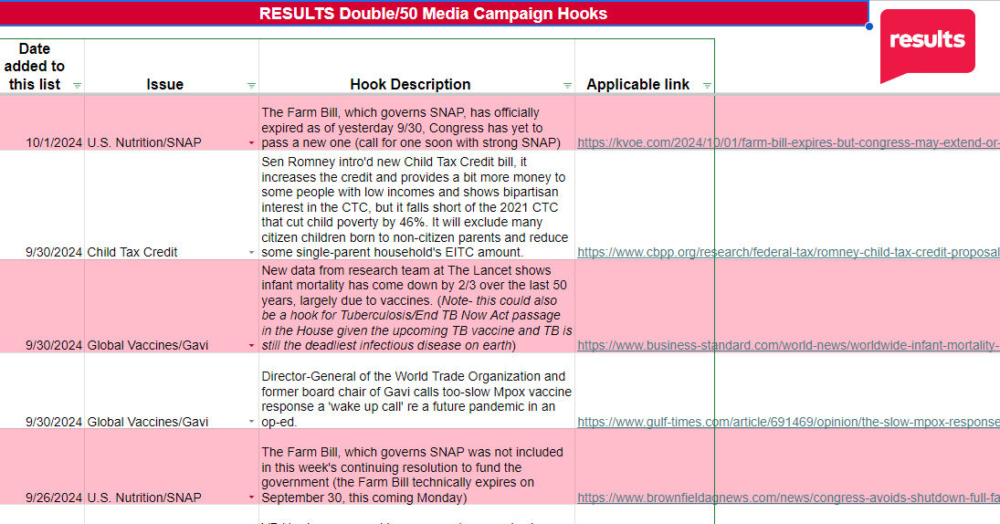 RESULTS Double/50 Media Campaign Hooks
results
Date
added to
this list
Issue
Hook Description
Applicable link
10/1/2024
U.S. Nutrition/SNAP
The Farm Bill, which governs SNAP, has officially
expired as of yesterday 9/30, Congress has yet to
pass a new one (call for one soon with strong SNAP)
https://kvoe.com/2024/10/01/farm-bill-expires-but-congress-may-extend-or-
9/30/2024
Child Tax Credit
Sen Romney intro'd new Child Tax Credit bill, it
increases the credit and provides a bit more money to
some people with low incomes and shows bipartisan
interest in the CTC, but it falls short of the 2021 CTC
that cut child poverty by 46%. It will exclude many
citizen children born to non-citizen parents and reduce
some single-parent household's EITC amount.
https://www.cbpp.org/research/federal-tax/romney-child-tax-credit-proposal
9/30/2024
Global Vaccines/Gavi
New data from research team at The Lancet shows
infant mortality has come down by 2/3 over the last 50
years, largely due to vaccines. (Note- this could also
be a hook for Tuberculosis/End TB Now Act passage
in the House given the upcoming TB vaccine and TB is
still the deadliest infectious disease on earth)
https://www.business-standard.com/world-news/worldwide-infant-mortality-
9/30/2024
Global Vaccines/Gavi
Director-General of the World Trade Organization and
former board chair of Gavi calls too-slow Mpox vaccine
response a 'wake up call' re a future pandemic in an
op-ed.
https://www.gulf-times.com/article/691469/opinion/the-slow-mpox-response
9/26/2024
U.S. Nutrition/SNAP
The Farm Bill, which governs SNAP was not included
in this week's continuing resolution to fund the
government (the Farm Bill technically expires on
September 30, this coming Monday)
https://www.brownfieldagnews.com/news/congress-avoids-shutdown-full-fa